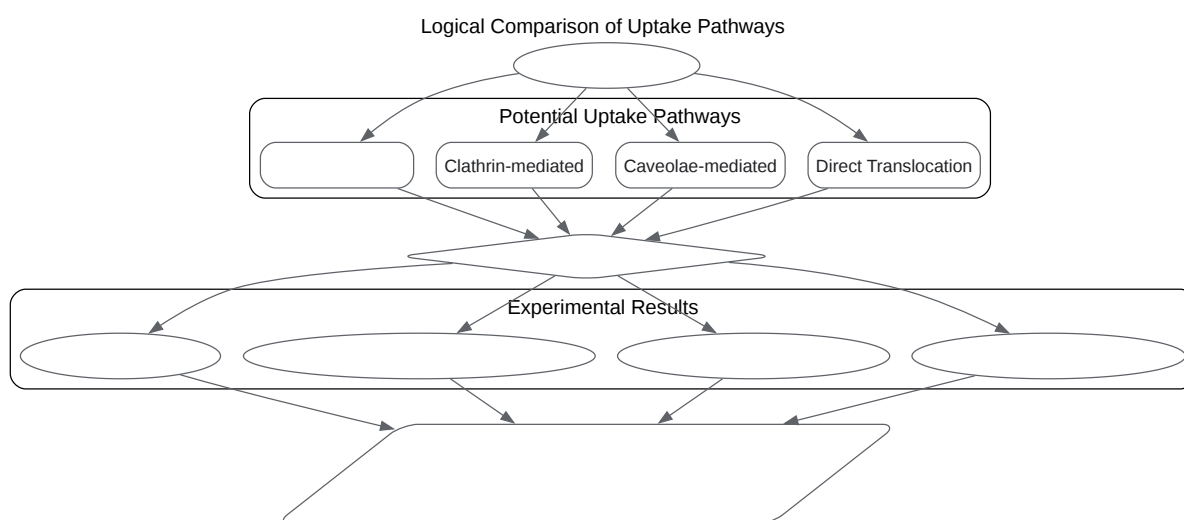 Logical Comparison of Uptake Pathways
Potential Uptake Pathways
Clathrin-mediated
Caveolae-mediated
Direct Translocation
Experimental Results